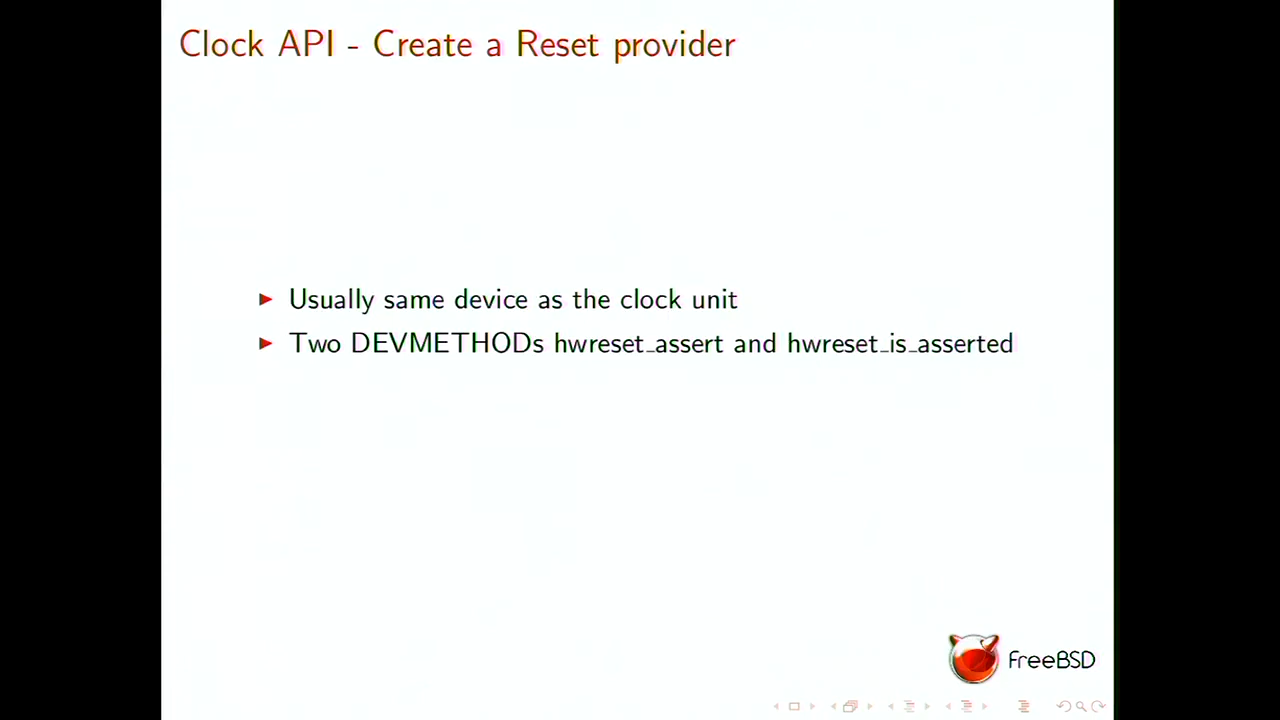 Clock API - Create a Reset provider
Usually same device as the clock unit
Two DEVMETHODs hwreset_assert and hwreset_is_asserted
FreeBSD